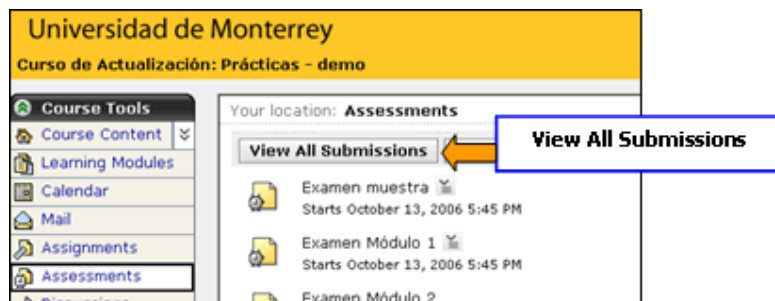 Universidad de Monterrey
Curso de Actualización: Prácticas - demo
Course Tools
Course Content
Learning Modules
Calendar
Mail
Assignments
Assessments
Discussions
Your location: Assessments
View All Submissions
View All Submissions
Examen muestra
Starts October 13, 2006 5:45 PM
Examen Módulo 1
Starts October 13, 2006 5:45 PM
Examen Módulo 2